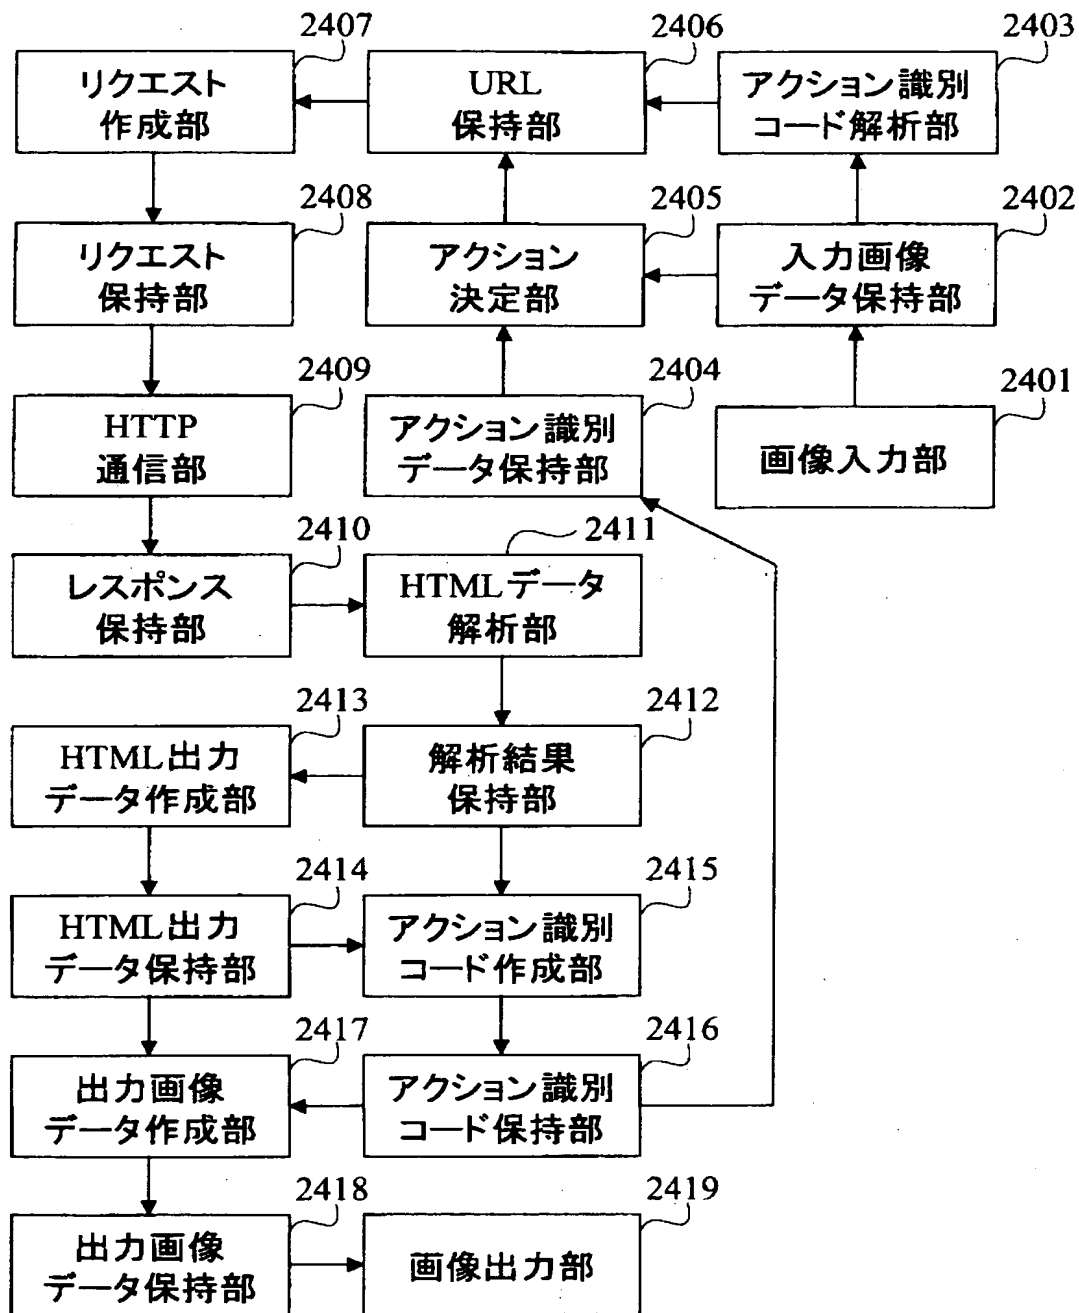 2407
リクエスト
作成部
2406
URL
保持部
2403
アクション識別
コード解析部
2408
リクエスト
保持部
2405
アクション
決定部
2402
入力画像
データ保持部
2409
HTTP
通信部
2404
アクション識別
データ保持部
2401
画像入力部
2410
レスポンス
保持部
2411
HTMLデータ
解析部
2413
HTML出力
データ作成部
2412
解析結果
保持部
2414
HTML出力
データ保持部
2415
アクション識別
コード作成部
2417
出力画像
データ作成部
2416
アクション識別
コード保持部
2418
出力画像
データ保持部
2419
画像出力部